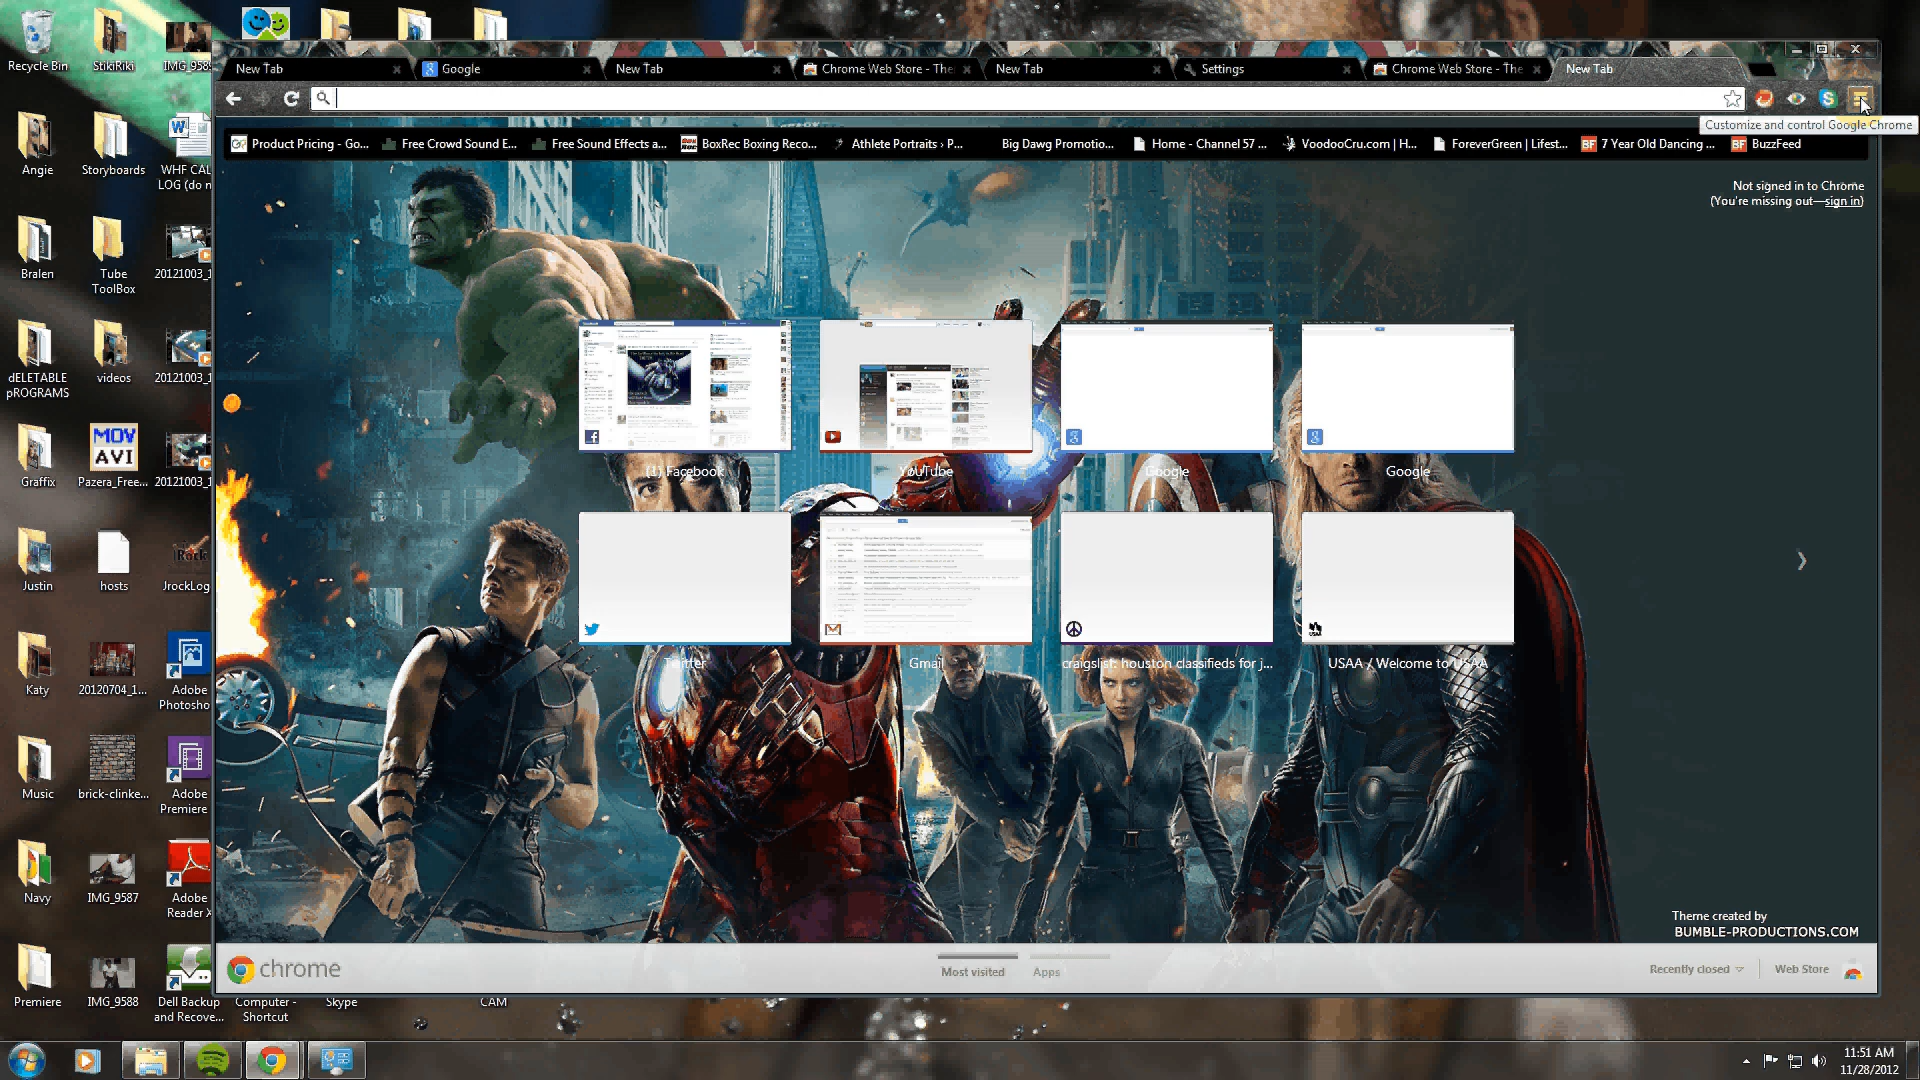 Recycle Bin
StikiRiki
IMG_958
New Tab
Google
New Tab
Chrome Web Store - The
New Tab
Settings
Chrome Web Store - The
New Tab
Customize and control Google Chrome
Product Pricing - Go...
Free Crowd Sound E...
Free Sound Effects a...
BoxRec Boxing Reco...
Athlete Portraits › P...
Big Dawg Promotio...
Home - Channel 57 ...
VoodooCru.com | H...
ForeverGreen | Lifest...
7 Year Old Dancing ...
BuzzFeed
Not signed in to Chrome
(You're missing out—sign in)
Angie
Storyboards
WHF CAL
LOG (do n
Bralen
Tube
ToolBox
20121003_1
dELETABLE
pROGRAMS
videos
20121003_1
MOV
AVI
Graffix
Pazera_Free...
20121003_1
(1) Facebook
YouTube
Google
Google
Justin
hosts
JrockLog
Twitter
Gmail
craigslist: houston classifieds for j...
USAA / Welcome to USAA
Katy
20120704_1...
Adobe
Photosho
Music
brick-clinke...
Adobe
Premiere
Navy
IMG_9587
Adobe
Reader X
Theme created by
BUMBLE-PRODUCTIONS.COM
chrome
Most visited
Apps
Recently closed
Web Store
Premiere
IMG_9588
Dell Backup
and Recove...
Computer -
Shortcut
Skype
CAM
11:51 AM
11/28/2012